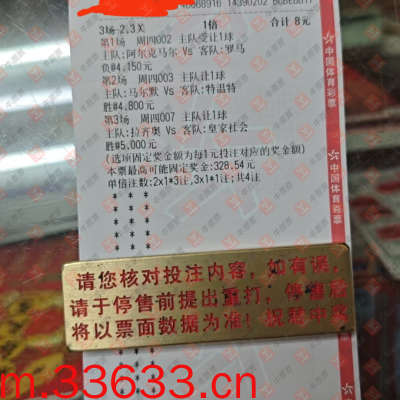 3场-2,3关 1倍 合计 8元
第1场 周四002 主队受让1球
主队:阿尔克马尔 Vs 客队:罗马
负@4.150元
第2场 周四003 主队让1球
主队:马尔默 Vs 客队:特温特
胜@4.800元
第3场 周四007 主队让1球
主队:拉齐奥 Vs 客队:皇家社会
胜@5.000元
(选项固定奖金额为每1元投注对应的奖金额)
本票最高可能固定奖金:328.54元
单倍注数:2x1*3注,3x1*1注;共4注
中国体育彩票
中国体育彩票
请您核对投注内容,如有误,
请于停售前提出重打,停售后
将以票面数据为准!祝您中奖
m.33633.cn